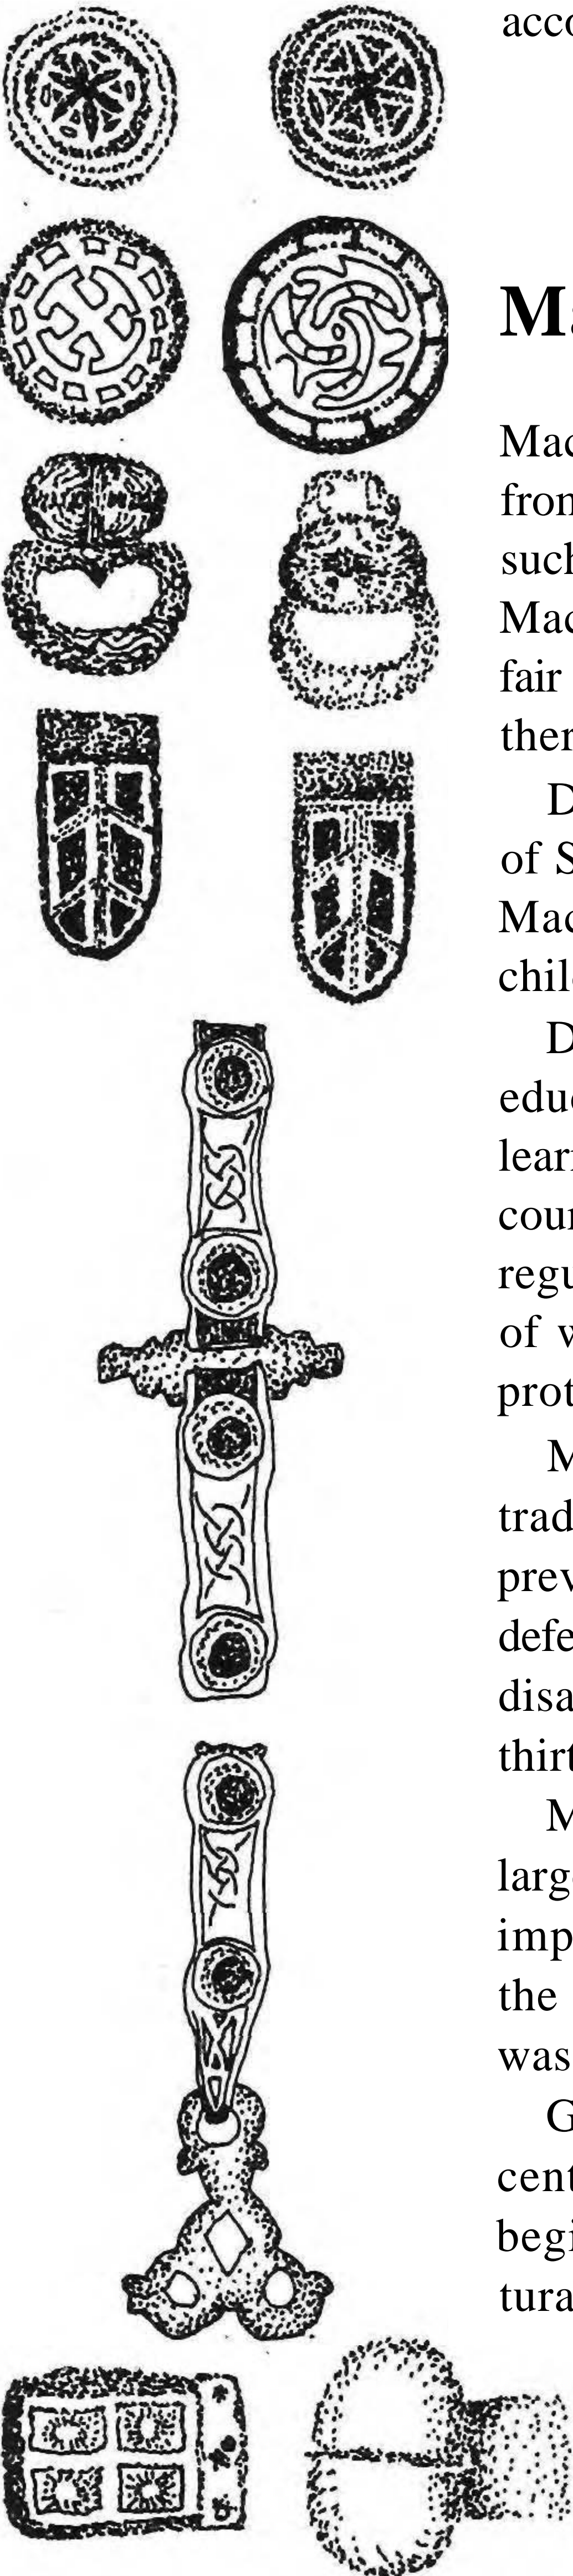 acco
Ma
Mac
from
such
Mac
fair
ther
D
of S
Mac
chil
D
educ
lear
cour
regu
of w
prot
M
trad
prev
defe
disa
thirt
M
larg
imp
the
was
G
cent
begi
tura